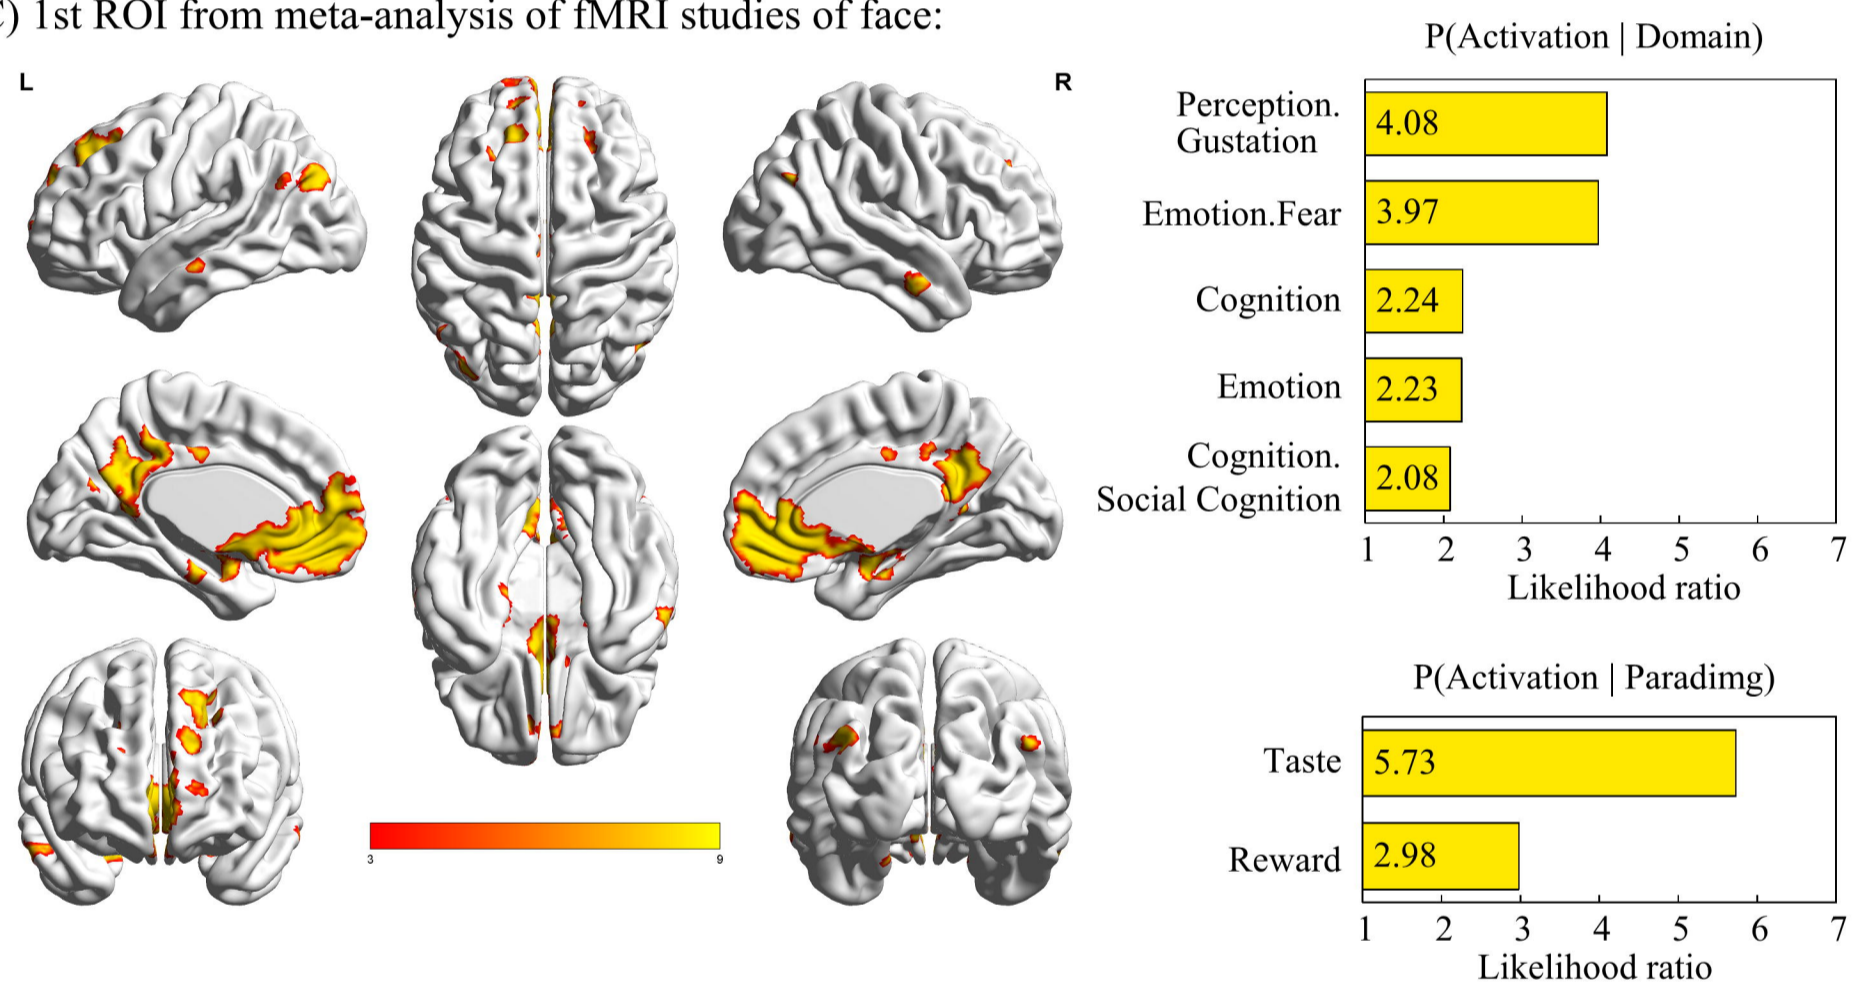 ) 1st ROI from meta-analysis of fMRI studies of face:
L
R
3
9
P(Activation | Domain)
Perception.
Gustation
4.08
Emotion.Fear
3.97
Cognition
2.24
Emotion
2.23
Cognition.
Social Cognition
2.08
1 2 3 4 5 6 7
Likelihood ratio
P(Activation | Paradimg)
Taste
5.73
Reward
2.98
1 2 3 4 5 6 7
Likelihood ratio